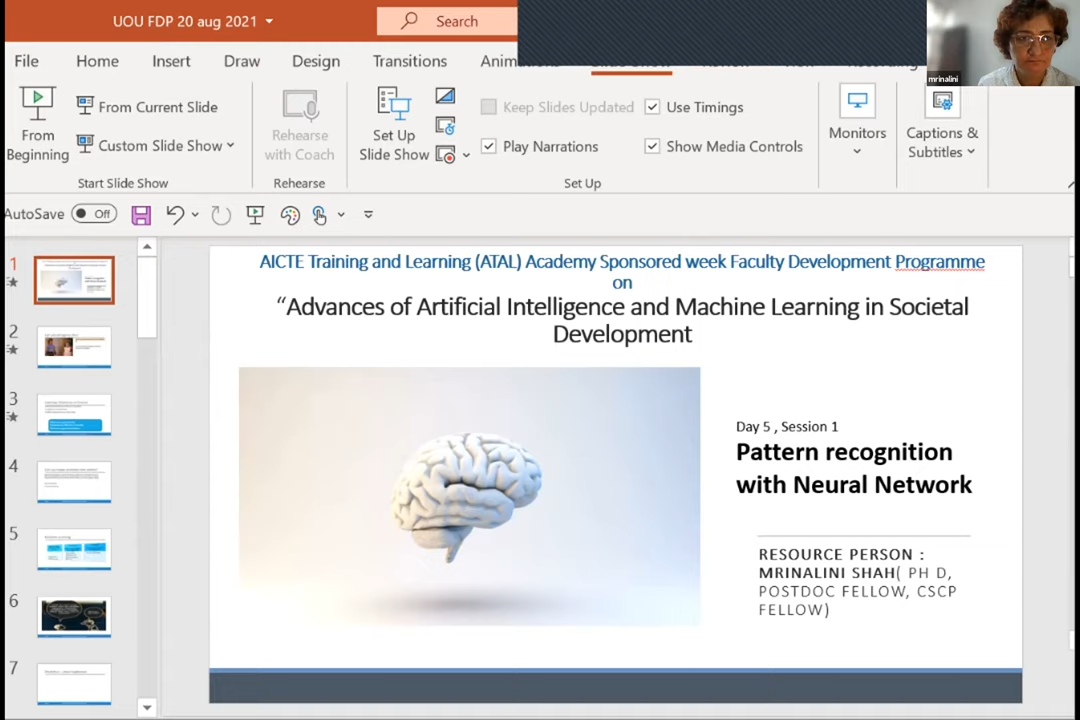 UOU FDP 20 aug 2021
Search
File Home Insert Draw Design Transitions
From Beginning
From Current Slide
Custom Slide Show
Start Slide Show
Rehearse with Coach
Rehearse
Set Up Slide Show
Keep Slides Updated
Play Narrations
Use Timings
Show Media Controls
Set Up
Monitors
Captions & Subtitles
mrinalini
AutoSave Off
1
2
3
4
5
6
7
AICTE Training and Learning (ATAL) Academy Sponsored week Faculty Development Programme
on
“Advances of Artificial Intelligence and Machine Learning in Societal
Development
Day 5 , Session 1
Pattern recognition
with Neural Network
RESOURCE PERSON :
MRINALINI SHAH( PH D,
POSTDOC FELLOW, CSCP
FELLOW)